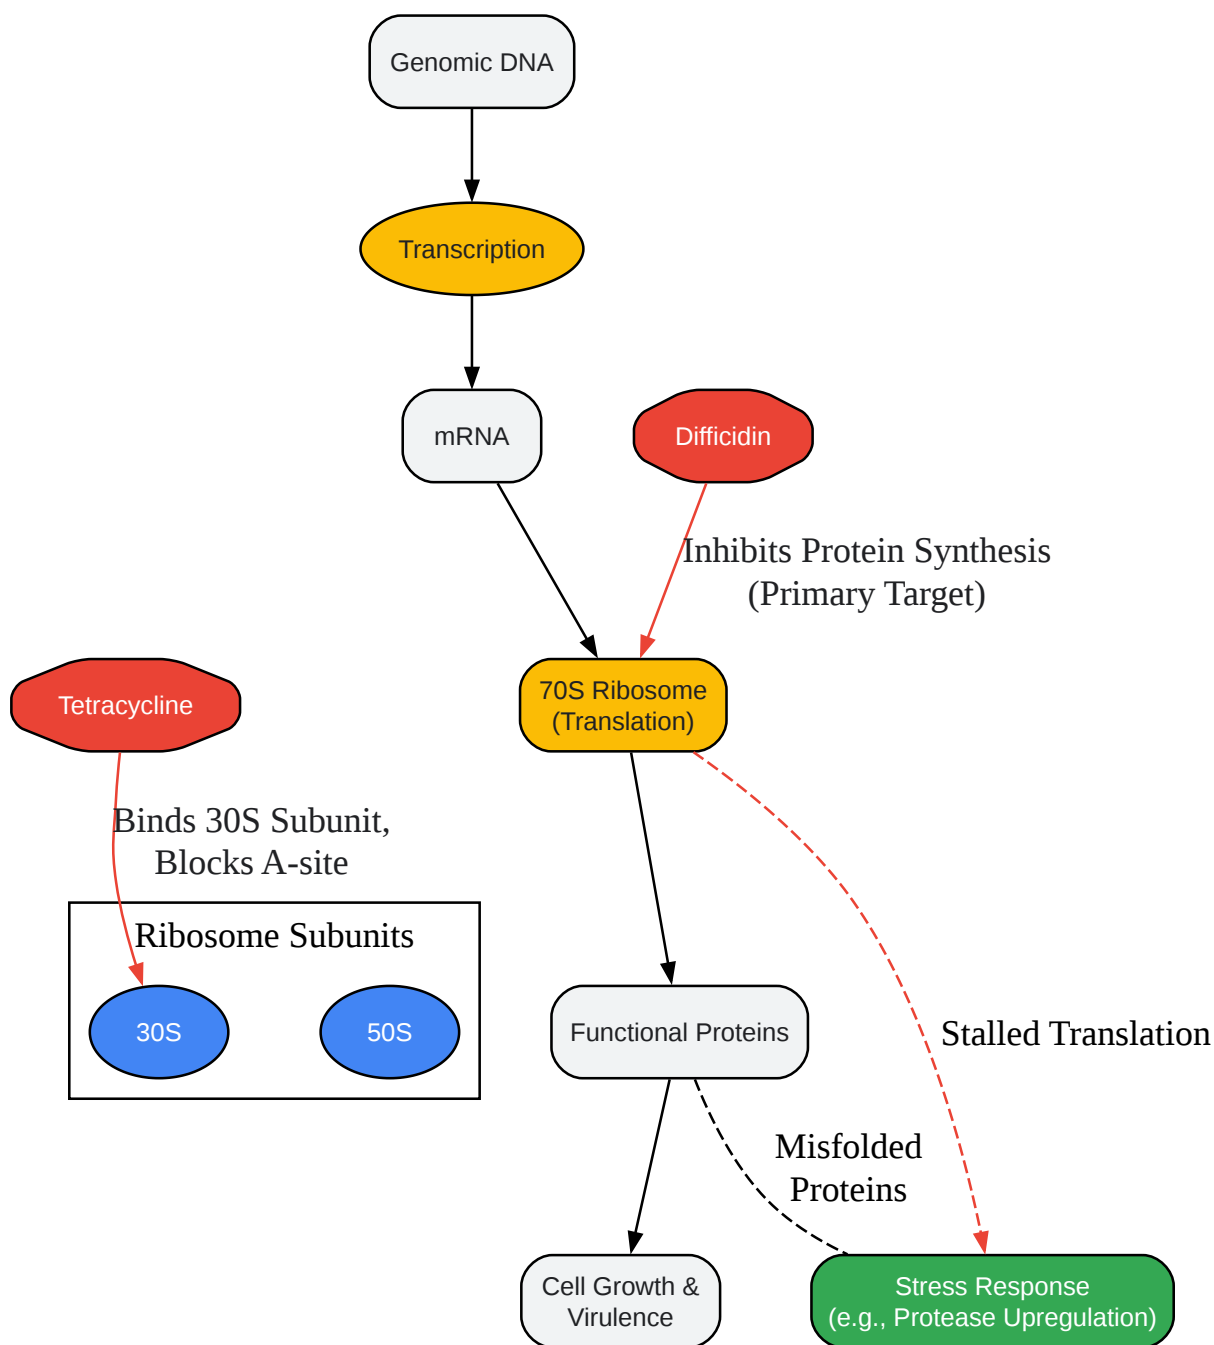 Genomic DNA
Transcription
mRNA
Difficidin
Inhibits Protein Synthesis
(Primary Target)
70S Ribosome
(Translation)
Tetracycline
Binds 30S Subunit,
Blocks A-site
Ribosome Subunits
30S
50S
Functional Proteins
Stalled Translation
Misfolded
Proteins
Cell Growth &
Virulence
Stress Response
(e.g., Protease Upregulation)